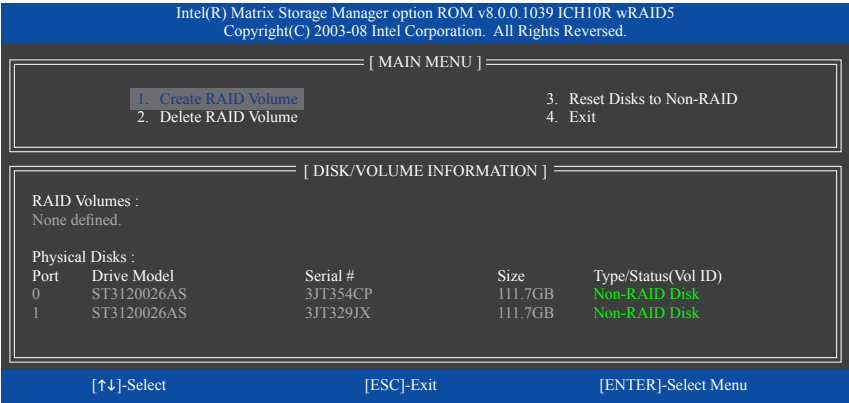 Intel(R) Matrix Storage Manager option ROM v8.0.0.1039 ICH10R wRAID5
Copyright(C) 2003-08 Intel Corporation. All Rights Reversed.
[ MAIN MENU ]
1. Create RAID Volume
2. Delete RAID Volume
3. Reset Disks to Non-RAID
4. Exit
[ DISK/VOLUME INFORMATION ]
RAID Volumes :
None defined.
Physical Disks :
Port Drive Model Serial # Size Type/Status(Vol ID)
0 ST3120026AS 3JT354CP 111.7GB Non-RAID Disk
1 ST3120026AS 3JT329JX 111.7GB Non-RAID Disk
[↑↓]-Select [ESC]-Exit [ENTER]-Select Menu